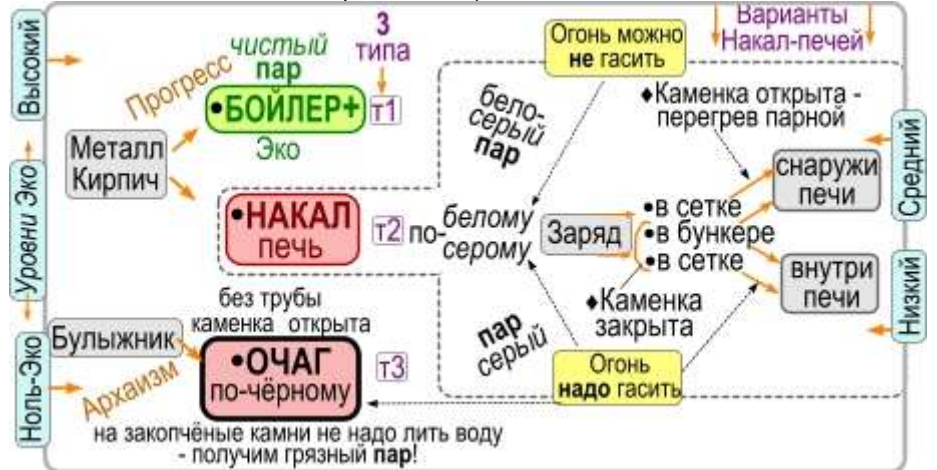 Высокий
Уровни Эко
Ноль-Эко
3
типа
чистый
пар
Прогресс
•БОЙЛЕР+
т1
Эко
Металл
Кирпич
•НАКАЛ
печь
т2
по-
белому
серому
без трубы
каменка открыта
Булыжник
Архаизм
•ОЧАГ
по-чёрному
т3
на закопчёные камни не надо лить воду
- получим грязный пар!
Огонь можно
не гасить
бело-
серый
пар
Варианты
Накал-печей
♦Каменка открыта -
перегрев парной
Заряд
•в сетке
•в бункере
•в сетке
снаружи
печи
внутри
печи
♦Каменка
закрыта
пар
серый
Огонь
надо гасить
Средний
Низкий